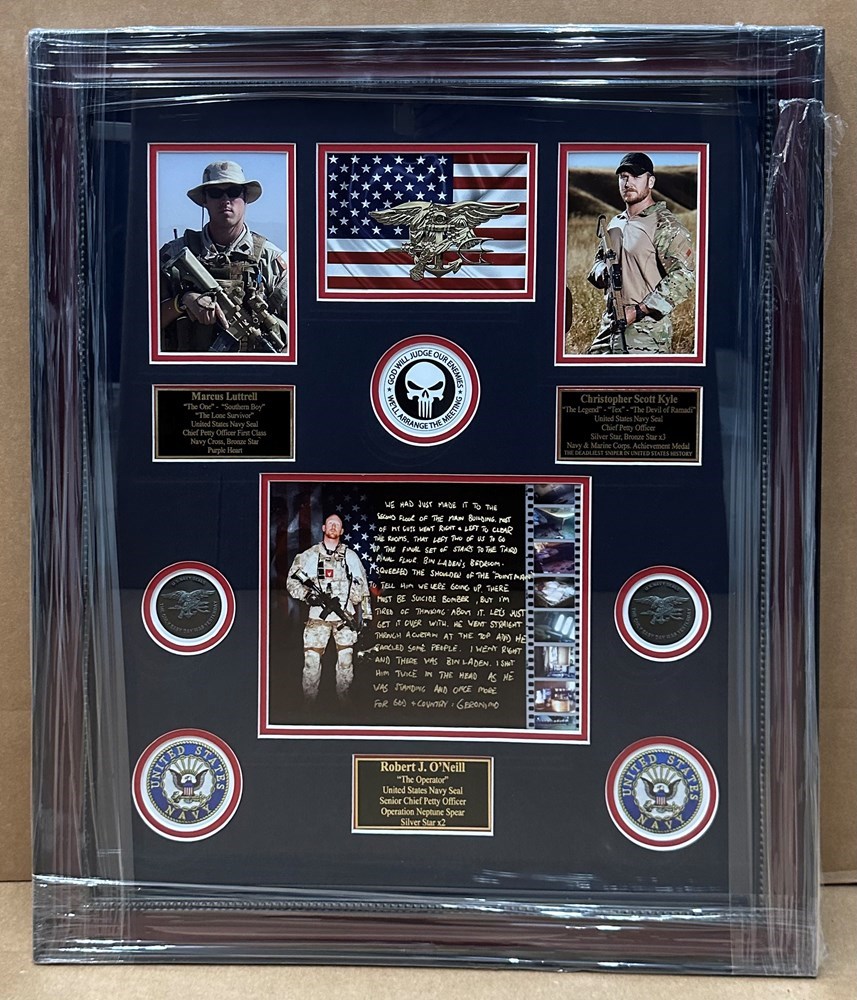 GOD WILL JUDGE OUR ENEMIES
WE'LL ARRANGE THE MEETING
Marcus Luttrell
"The One" - "Southern Boy"
"The Lone Survivor"
United States Navy Seal
Chief Petty Officer First Class
Navy Cross, Bronze Star
Purple Heart
Christopher Scott Kyle
"The Legend" - "Tex" - "The Devil of Ramadi"
United States Navy Seal
Chief Petty Officer
Silver Star, Bronze Star x3
Navy & Marine Corps. Achievement Medal
THE DEADLIEST SNIPER IN UNITED STATES HISTORY
WE HAD JUST MADE IT TO THE
SECOND FLOOR OF THE MAIN BUILDING. MOST
OF MY GUYS WENT RIGHT + LEFT TO CLEAR
THE ROOMS. THAT LEFT TWO OF US TO GO
UP THE FINAL SET OF STAIRS TO THE THIRD
FINAL FLOOR BIN LADEN'S BEDROOM.
I SQUEEZED THE SHOULDER OF THE "POINT MAN"
TO TELL HIM WE WERE GOING UP. THERE
MUST BE SUICIDE BOMBER, BUT I'M
TIRED OF THINKING ABOUT IT. LET'S JUST
GET IT OVER WITH. HE WENT STRAIGHT
THROUGH A CURTAIN AT THE TOP AND HE
TACKLED SOME PEOPLE. I WENT RIGHT
AND THERE WAS BIN LADEN. I SHOT
HIM TWICE IN THE HEAD AS HE
WAS STANDING AND ONCE MORE
FOR GOD + COUNTRY: GERONIMO
UNITED STATES
NAVY
Robert J. O'Neill
"The Operator"
United States Navy Seal
Senior Chief Petty Officer
Operation Neptune Spear
Silver Star x2
UNITED STATES
NAVY